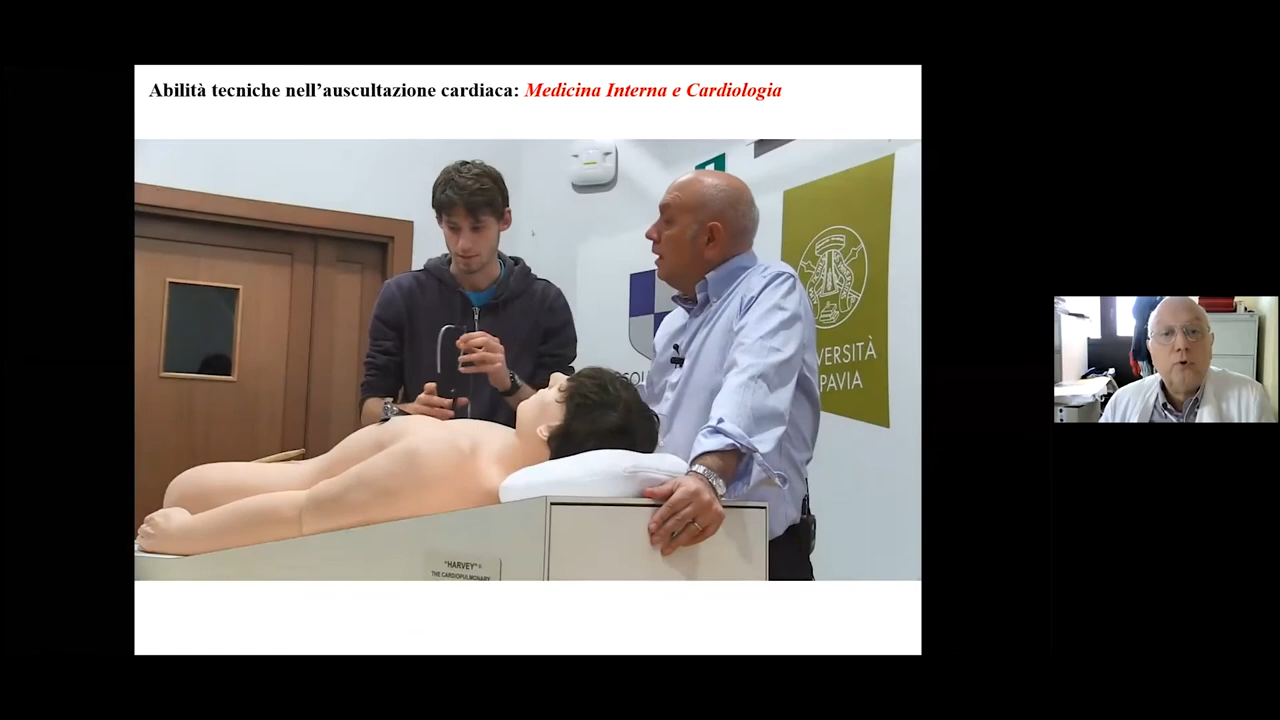 Abilità tecniche nell'auscultazione cardiaca: Medicina Interna e Cardiologia
VERSITÀ
PAVIA
"HARVEY"®
THE CARDIOPULMONARY